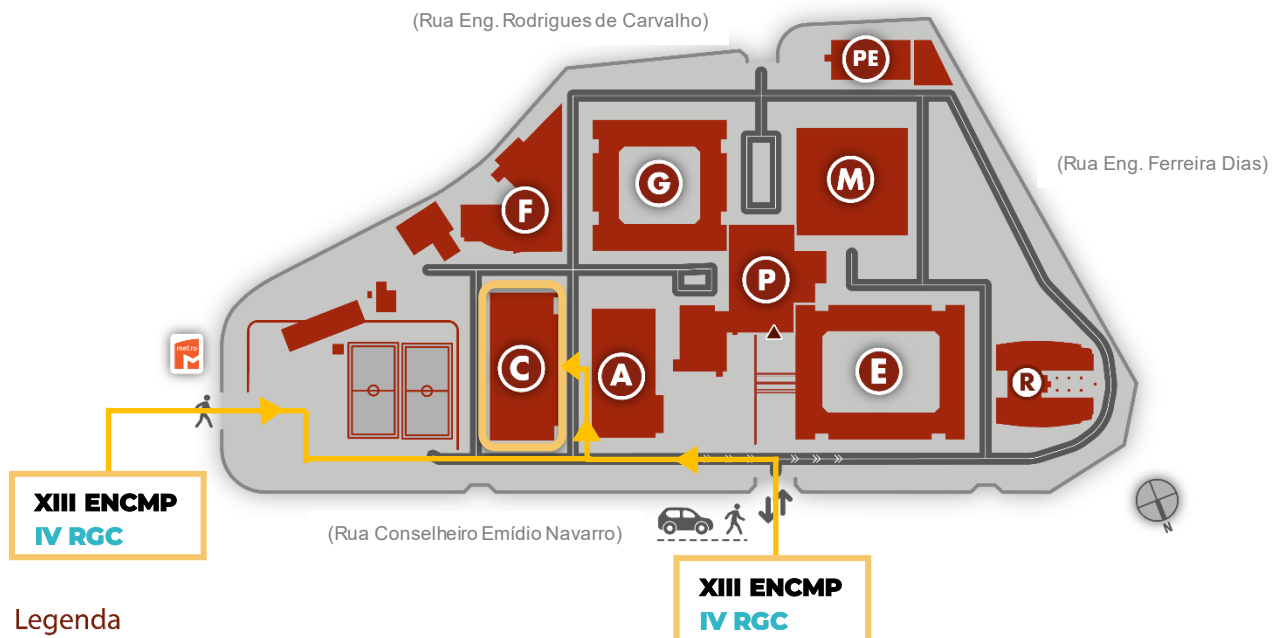 (Rua Eng. Rodrigues de Carvalho)
PE
(Rua Eng. Ferreira Dias)
G
M
F
P
metro
M
C
A
E
R
XIII ENCMP
IV RGC
(Rua Conselheiro Emídio Navarro)
N
XIII ENCMP
IV RGC
Legenda